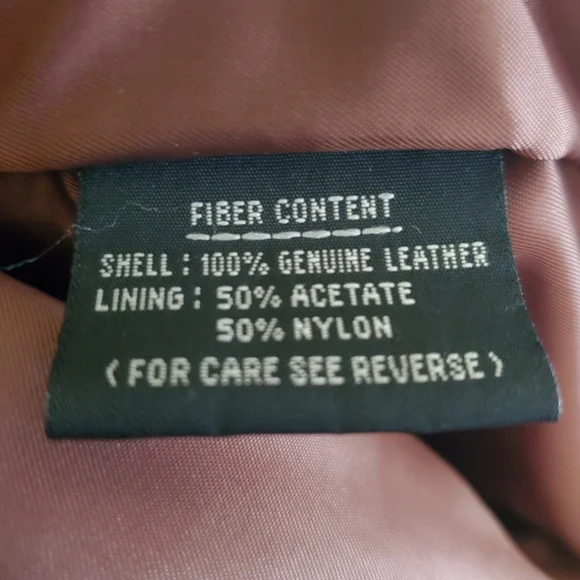 FIBER CONTENT
SHELL : 100% GENUINE LEATHER
LINING : 50% ACETATE
50% NYLON
(FOR CARE SEE REVERSE)